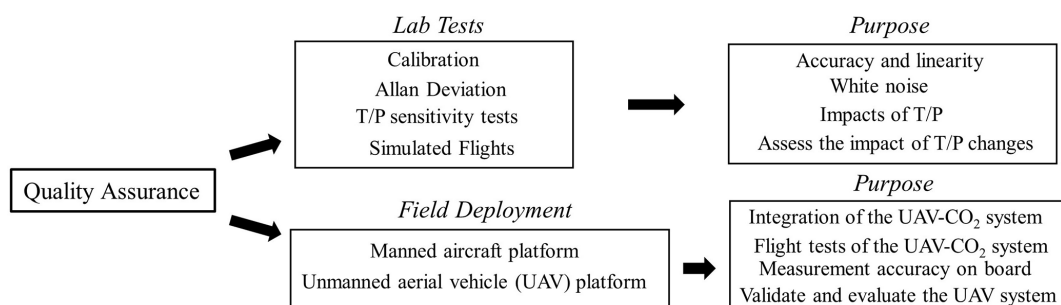 Quality Assurance
Lab Tests
Calibration
Allan Deviation
T/P sensitivity tests
Simulated Flights
Purpose
Accuracy and linearity
White noise
Impacts of T/P
Assess the impact of T/P changes
Field Deployment
Manned aircraft platform
Unmanned aerial vehicle (UAV) platform
Purpose
Integration of the UAV-CO₂ system
Flight tests of the UAV-CO₂ system
Measurement accuracy on board
Validate and evaluate the UAV system